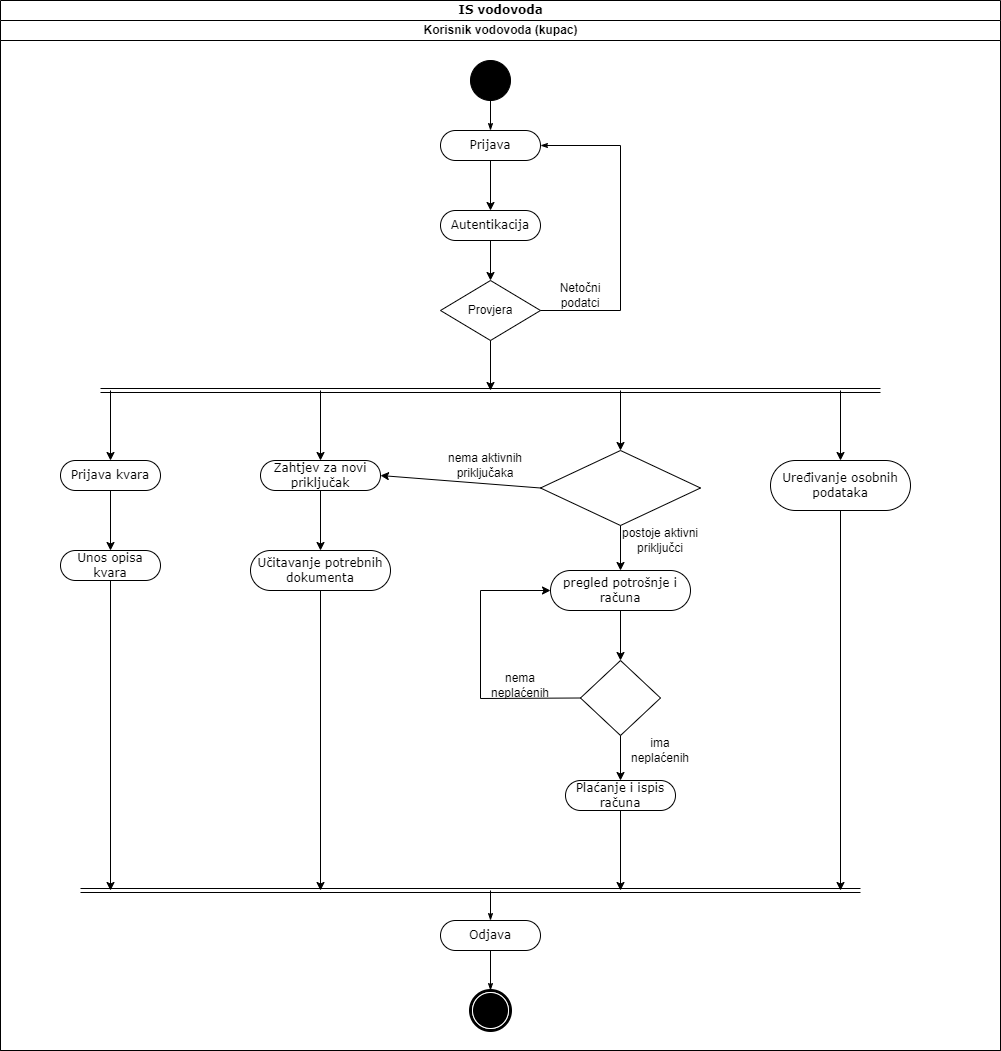 IS vodovoda
Korisnik vodovoda (kupac)
Prijava
Autentikacija
Netočni
podatci
Provjera
nema aktivnih
priključaka
Prijava kvara
Zahtjev za novi
priključak
Uređivanje osobnih
podataka
postoje aktivni
priključci
Unos opisa
kvara
Učitavanje potrebnih
dokumenta
pregled potrošnje i
računa
nema
neplaćenih
ima
neplaćenih
Plaćanje i ispis
računa
Odjava